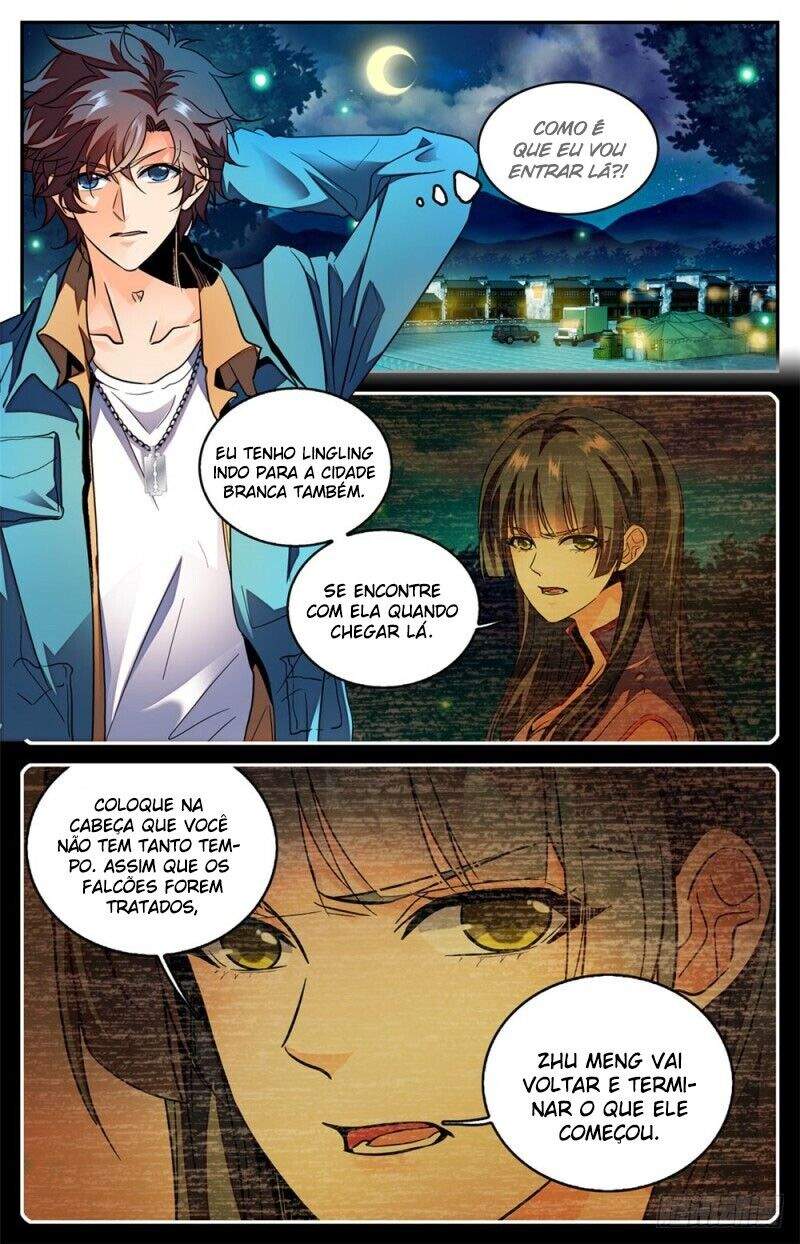 COMO É
QUE EU VOU
ENTRAR LÁ?!
EU TENHO LINGLING
INDO PARA A CIDADE
BRANCA TAMBÉM.
SE ENCONTRE
COM ELA QUANDO
CHEGAR LÁ.
COLOQUE NA
CABEÇA QUE VOCÊ
NÃO TEM TANTO TEM-
PO. ASSIM QUE OS
FALCÕES FOREM
TRATADOS,
ZHU MENG VAI
VOLTAR E TERMI-
NAR O QUE ELE
COMEÇOU.